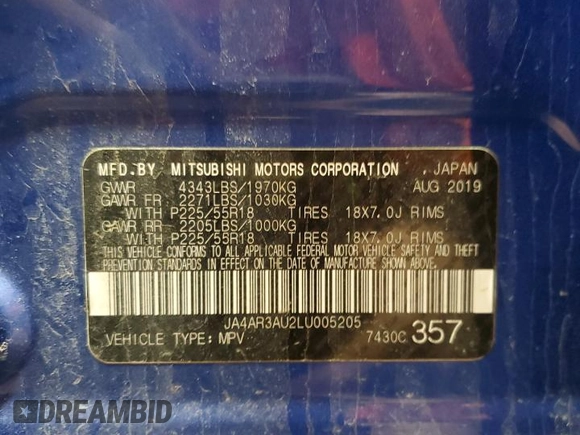 MFD.BY MITSUBISHI MOTORS CORPORATION JAPAN
GVWR 4343LBS/1970KG AUG 2019
GAWR FR 2271LBS/1030KG
WITH P225/55R18 TIRES 18X7.0J RIMS
GAWR RR 2205LBS/1000KG
WITH P225/55R18 TIRES 18X7.0J RIMS
THIS VEHICLE CONFORMS TO ALL APPLICABLE FEDERAL MOTOR VEHICLE SAFETY AND THEFT
PREVENTION STANDARDS IN EFFECT ON THE DATE OF MANUFACTURE SHOWN ABOVE.
JA4AR3AU2LU005205
VEHICLE TYPE:MPV 7430C 357
DREAMBID